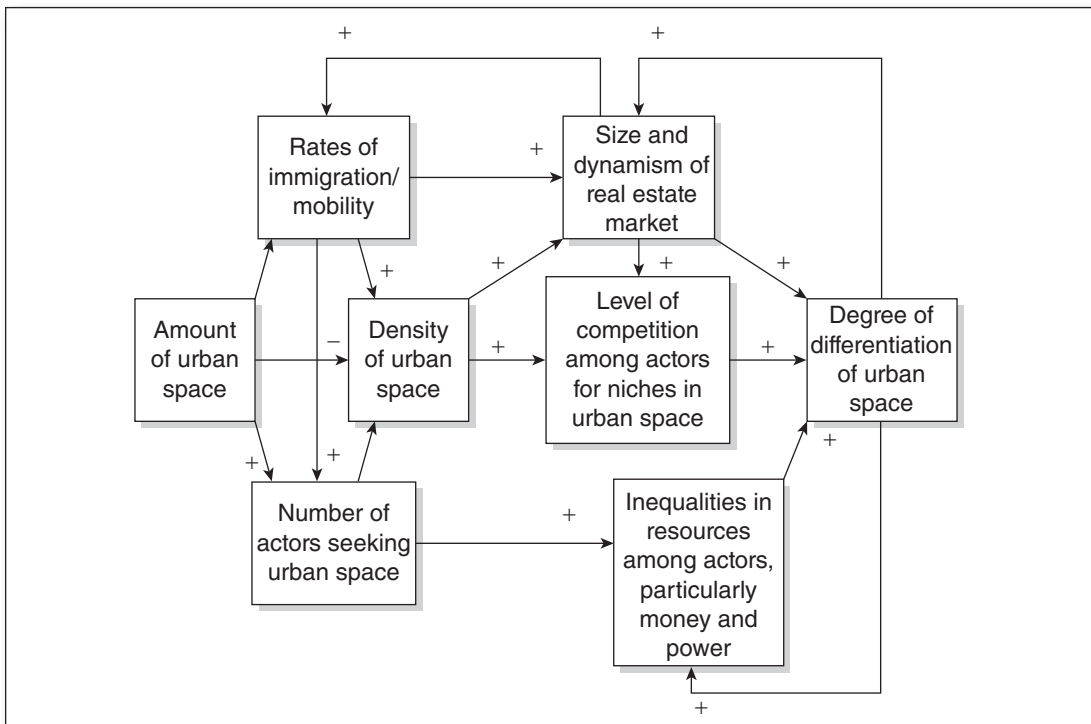 +
+
Rates of
immigration/
mobility
+
Size and
dynamism of
real estate
market
+
+
+
+
Amount
of urban
space
−
Density
of urban
space
+
Level of
competition
among actors
for niches in
urban space
+
Degree of
differentiation
of urban
space
+
+
+
Number of
actors seeking
urban space
+
Inequalities in
resources
among actors,
particularly
money and
power
+